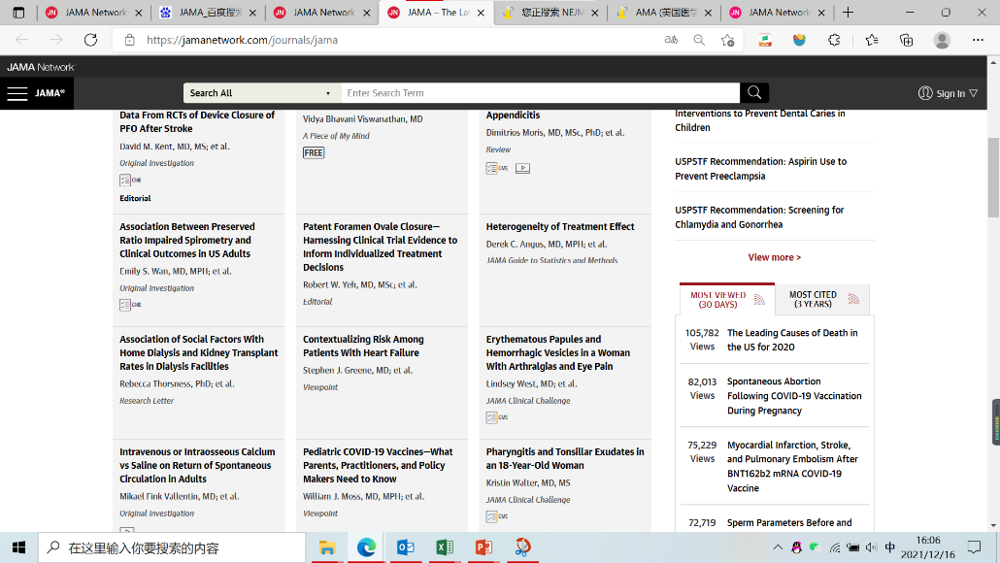 JAMA Network
JAMA_百度搜索
JAMA Network
JAMA – The Lat
您正搜索 NEJM
AMA (美国医学
JAMA Network
https://jamanetwork.com/journals/jama
JAMA Network
JAMA®
Search All
Enter Search Term
Sign In
Data From RCTs of Device Closure of
PFO After Stroke
David M. Kent, MD, MS; et al.
Original Investigation
CME
Editorial
Association Between Preserved
Ratio Impaired Spirometry and
Clinical Outcomes in US Adults
Emily S. Wan, MD, MPH; et al.
Original Investigation
CME
Association of Social Factors With
Home Dialysis and Kidney Transplant
Rates in Dialysis Facilities
Rebecca Thorsness, PhD; et al.
Research Letter
Intravenous or Intraosseous Calcium
vs Saline on Return of Spontaneous
Circulation in Adults
Mikael Fink Vallentin, MD; et al.
Original Investigation
Vidya Bhavani Viswanathan, MD
A Piece of My Mind
FREE
Patent Foramen Ovale Closure—
Harnessing Clinical Trial Evidence to
Inform Individualized Treatment
Decisions
Robert W. Yeh, MD, MSc; et al.
Editorial
Contextualizing Risk Among
Patients With Heart Failure
Stephen J. Greene, MD; et al.
Viewpoint
Pediatric COVID-19 Vaccines—What
Parents, Practitioners, and Policy
Makers Need to Know
William J. Moss, MD, MPH; et al.
Viewpoint
Appendicitis
Dimitrios Moris, MD, MSc, PhD; et al.
Review
CME
Heterogeneity of Treatment Effect
Derek C. Angus, MD, MPH; et al.
JAMA Guide to Statistics and Methods
Erythematous Papules and
Hemorrhagic Vesicles in a Woman
With Arthralgias and Eye Pain
Lindsey West, MD; et al.
JAMA Clinical Challenge
CME
Pharyngitis and Tonsillar Exudates in
an 18-Year-Old Woman
Kristin Walter, MD, MS
JAMA Clinical Challenge
CME
Interventions to Prevent Dental Caries in
Children
USPSTF Recommendation: Aspirin Use to
Prevent Preeclampsia
USPSTF Recommendation: Screening for
Chlamydia and Gonorrhea
View more >
MOST VIEWED
(30 DAYS)
MOST CITED
(3 YEARS)
105,782
Views
The Leading Causes of Death in
the US for 2020
82,013
Views
Spontaneous Abortion
Following COVID-19 Vaccination
During Pregnancy
75,229
Views
Myocardial Infarction, Stroke,
and Pulmonary Embolism After
BNT162b2 mRNA COVID-19
Vaccine
72,719
Sperm Parameters Before and
在这里输入你要搜索的内容
中
16:06
2021/12/16